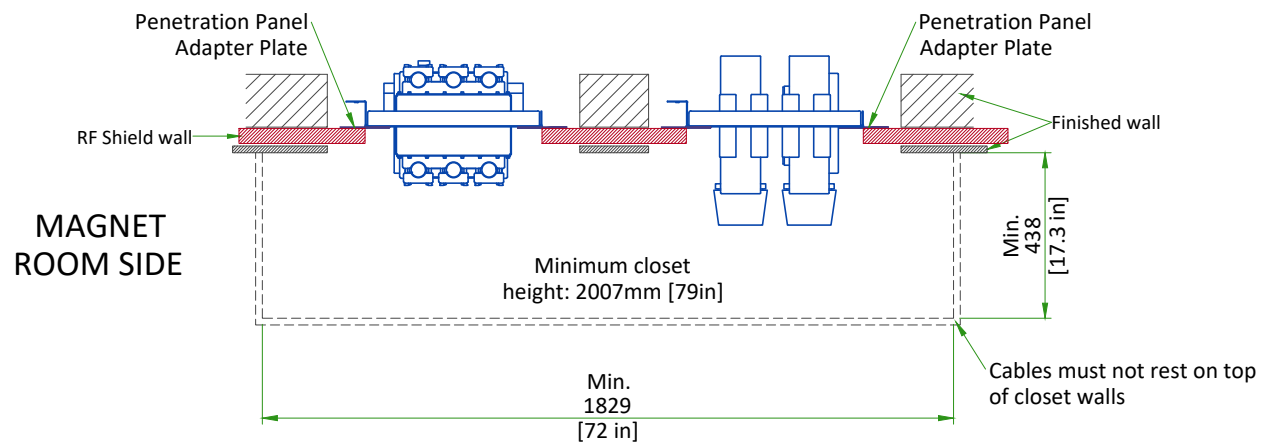 Penetration Panel
Adapter Plate
Penetration Panel
Adapter Plate
RF Shield wall
Finished wall
MAGNET
ROOM SIDE
Minimum closet
height: 2007mm [79in]
Min.
438
[17.3 in]
Cables must not rest on top
of closet walls
Min.
1829
[72 in]